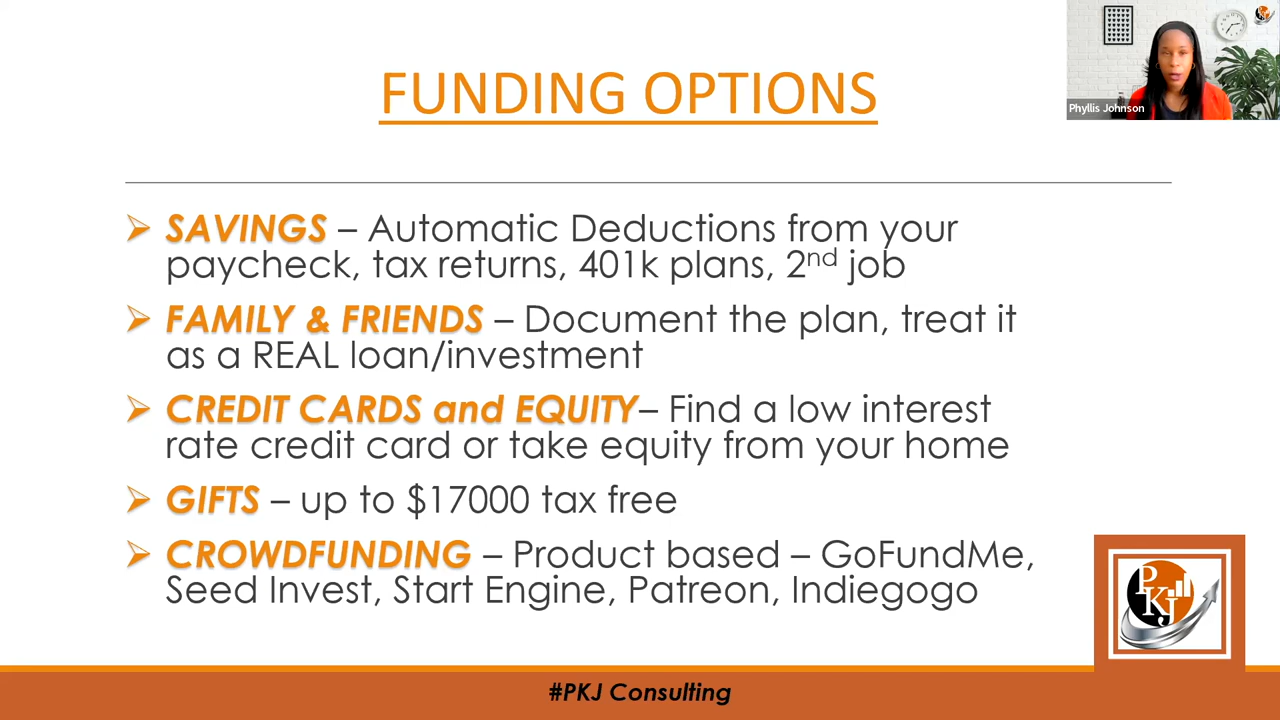 Phyllis Johnson
FUNDING OPTIONS
SAVINGS – Automatic Deductions from your
paycheck, tax returns, 401k plans, 2nd job
FAMILY & FRIENDS – Document the plan, treat it
as a REAL loan/investment
CREDIT CARDS and EQUITY– Find a low interest
rate credit card or take equity from your home
GIFTS – up to $17000 tax free
CROWDFUNDING – Product based – GoFundMe,
Seed Invest, Start Engine, Patreon, Indiegogo
PKJ
#PKJ Consulting